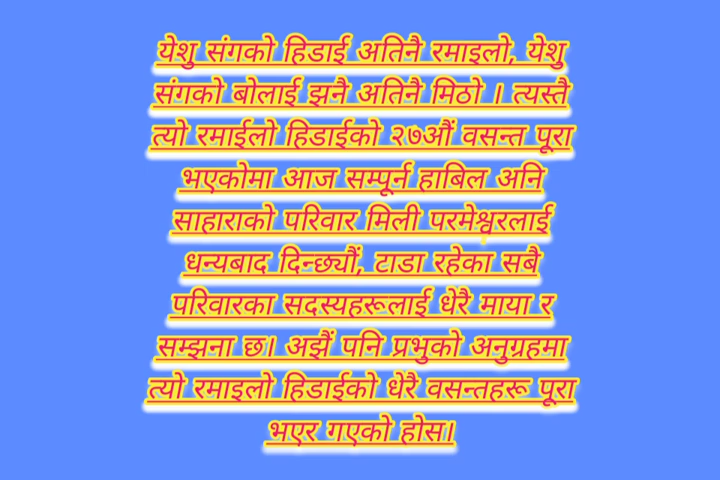 येशु संगको हिडाई अतिनै रमाइलो, येशु
संगको बोलाई झनै अतिनै मिठो । त्यस्तै
त्यो रमाईलो हिडाईको २७औं वसन्त पूरा
भएकोमा आज सम्पूर्न हाबिल अनि
साहाराको परिवार मिली परमेश्वरलाई
धन्यबाद दिन्छ्यौं, टाडा रहेका सबै
परिवारका सदस्यहरूलाई धेरै माया र
सम्झना छ। अझैं पनि प्रभुको अनुग्रहमा
त्यो रमाइलो हिडाईको धेरै वसन्तहरू पूरा
भएर गएको होस।